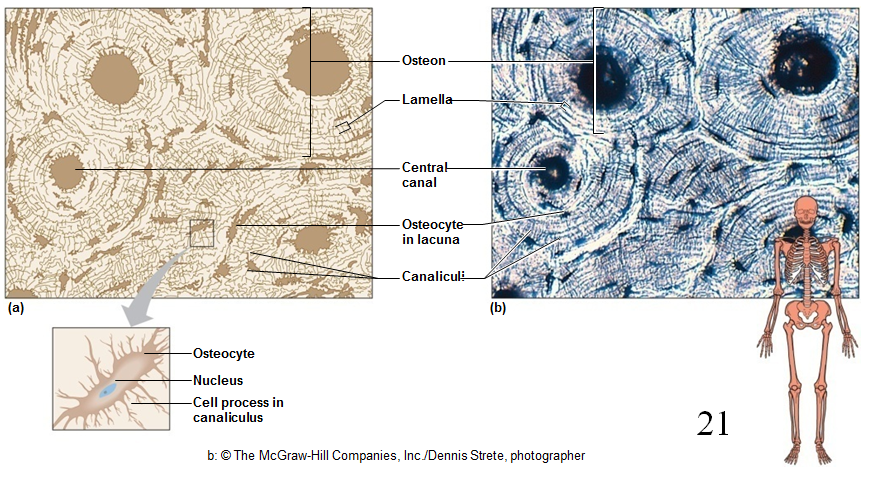 Osteon
Lamella
Central
canal
Osteocyte
in lacuna
Canaliculi
(a)
(b)
Osteocyte
Nucleus
Cell process in
canaliculus
21
b: © The McGraw-Hill Companies, Inc./Dennis Strete, photographer